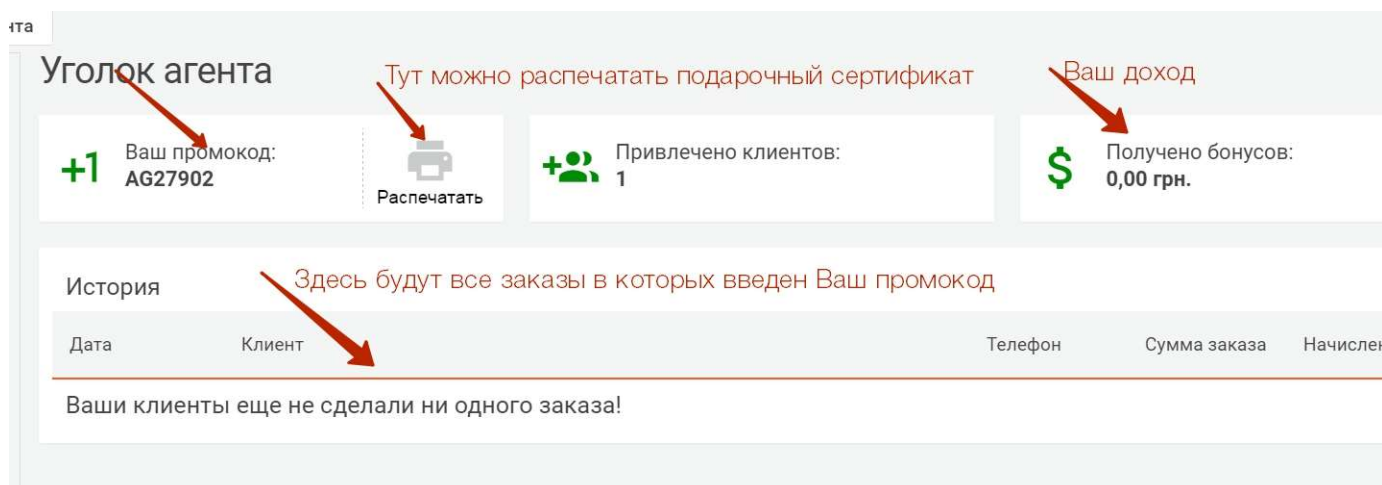 нта
Уголок агента
Тут можно распечатать подарочный сертификат
Ваш доход
+1
Ваш промокод:
AG27902
Распечатать
Привлечено клиентов:
1
$
Получено бонусов:
0,00 грн.
История
Здесь будут все заказы в которых введен Ваш промокод
Дата Клиент Телефон Сумма заказа Начислен
Ваши клиенты еще не сделали ни одного заказа!